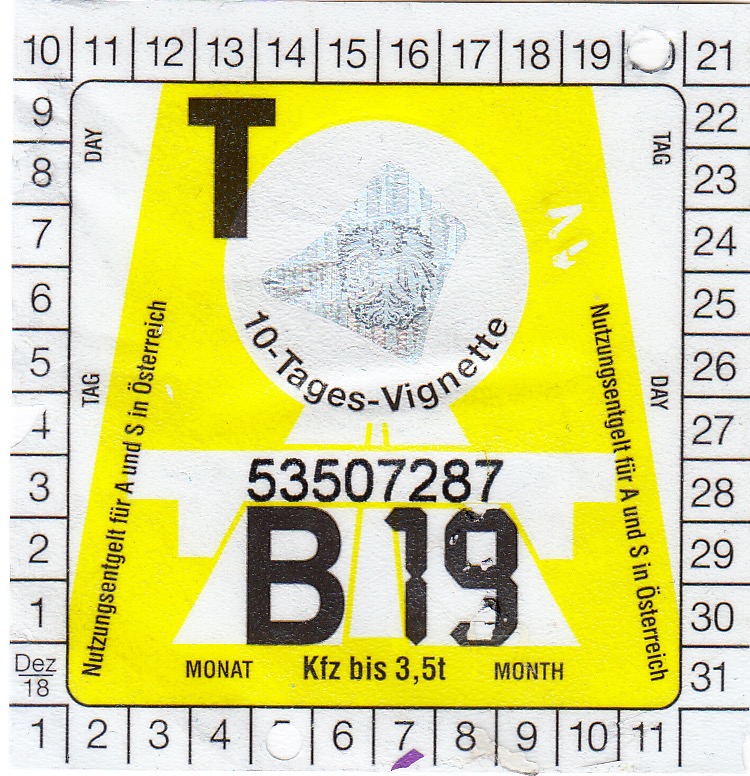 10 11 12 13 14 15 16 17 18 19 21
9 22
8 23
7 24
6 25
5 26
4 27
3 28
2 29
1 30
Dez
18
31
1 2 3 4 6 7 8 9 10 11
DAY
TAG
T
10-Tages-Vignette
TAG
DAY
Nutzungsentgelt für A und S in Österreich
Nutzungsentgelt für A und S in Österreich
53507287
B 19
MONAT Kfz bis 3,5t MONTH